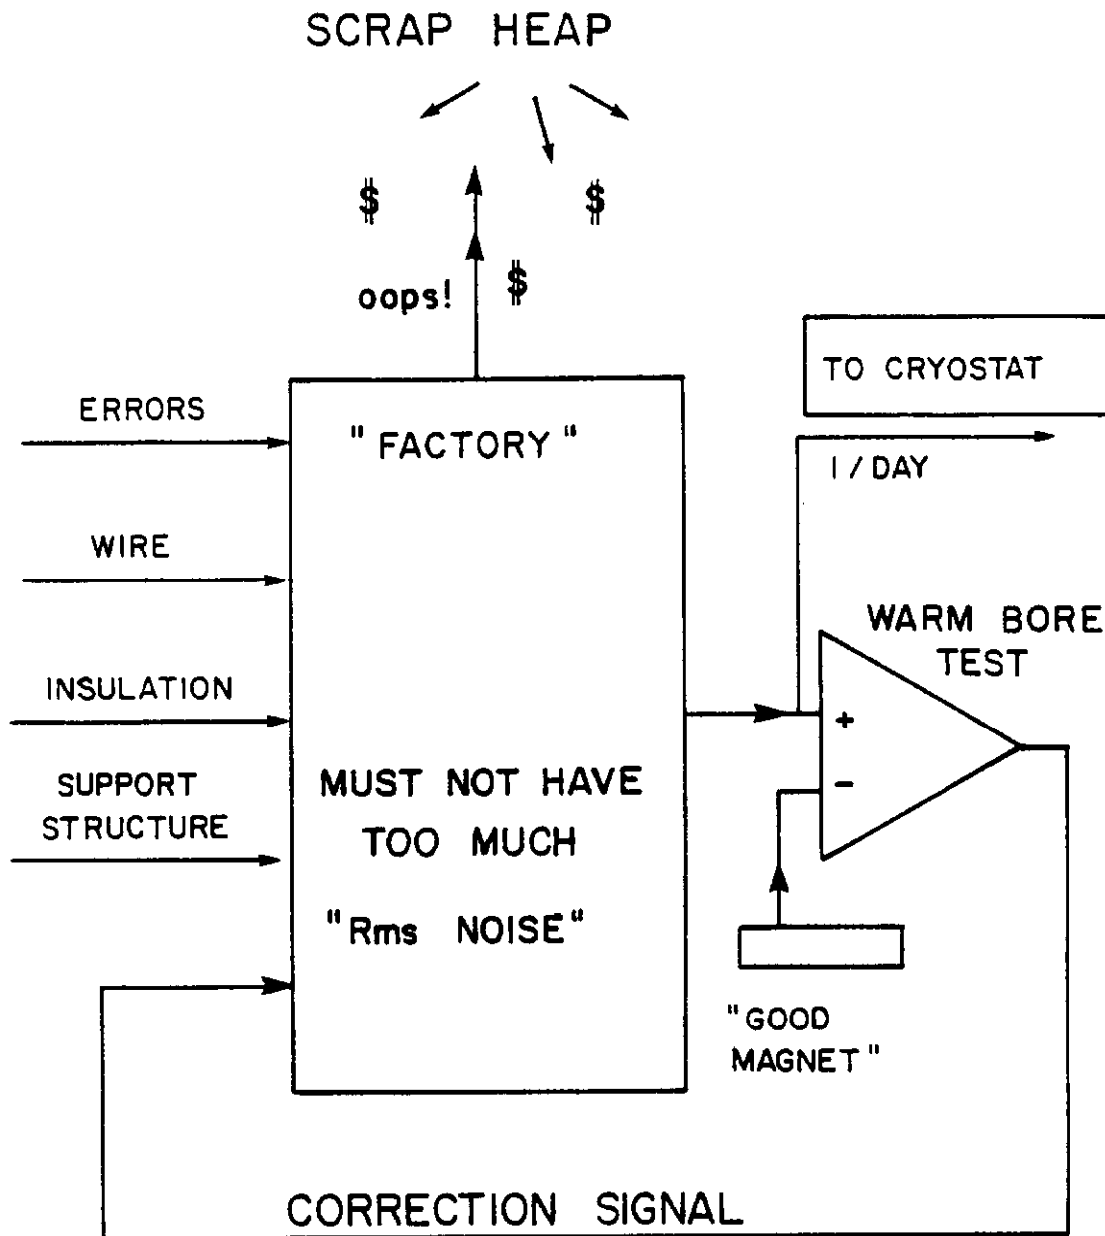 SCRAP HEAP
$
$
oops! $
TO CRYOSTAT
ERRORS
"FACTORY"
1/DAY
WIRE
WARM BORE
TEST
INSULATION
+
SUPPORT
STRUCTURE
MUST NOT HAVE
TOO MUCH
"Rms NOISE"
-
"GOOD
MAGNET"
CORRECTION SIGNAL